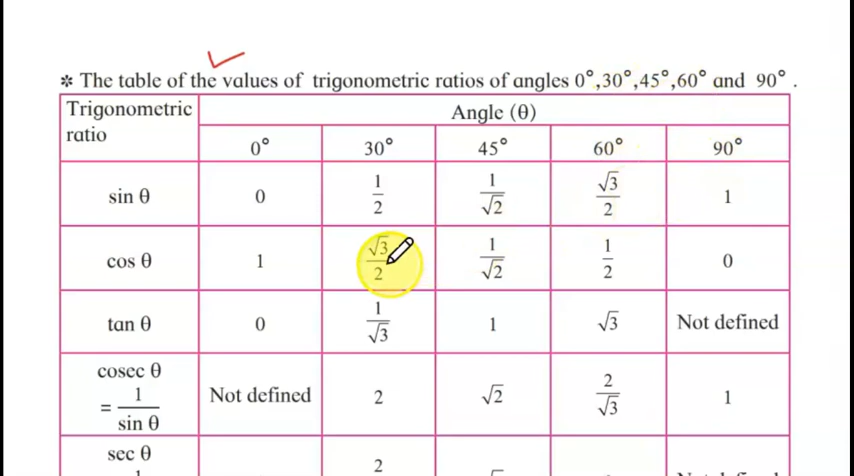 * The table of the values of trigonometric ratios of angles 0°,30°,45°,60° and 90° .
Trigonometric ratio Angle (θ)
0° 30° 45° 60° 90°
sin θ 0 1/2 1/√2 √3/2 1
cos θ 1 √3/2 1/√2 1/2 0
tan θ 0 1/√3 1 √3 Not defined
cosec θ = 1/sin θ Not defined 2 √2 2/√3 1
sec θ 2